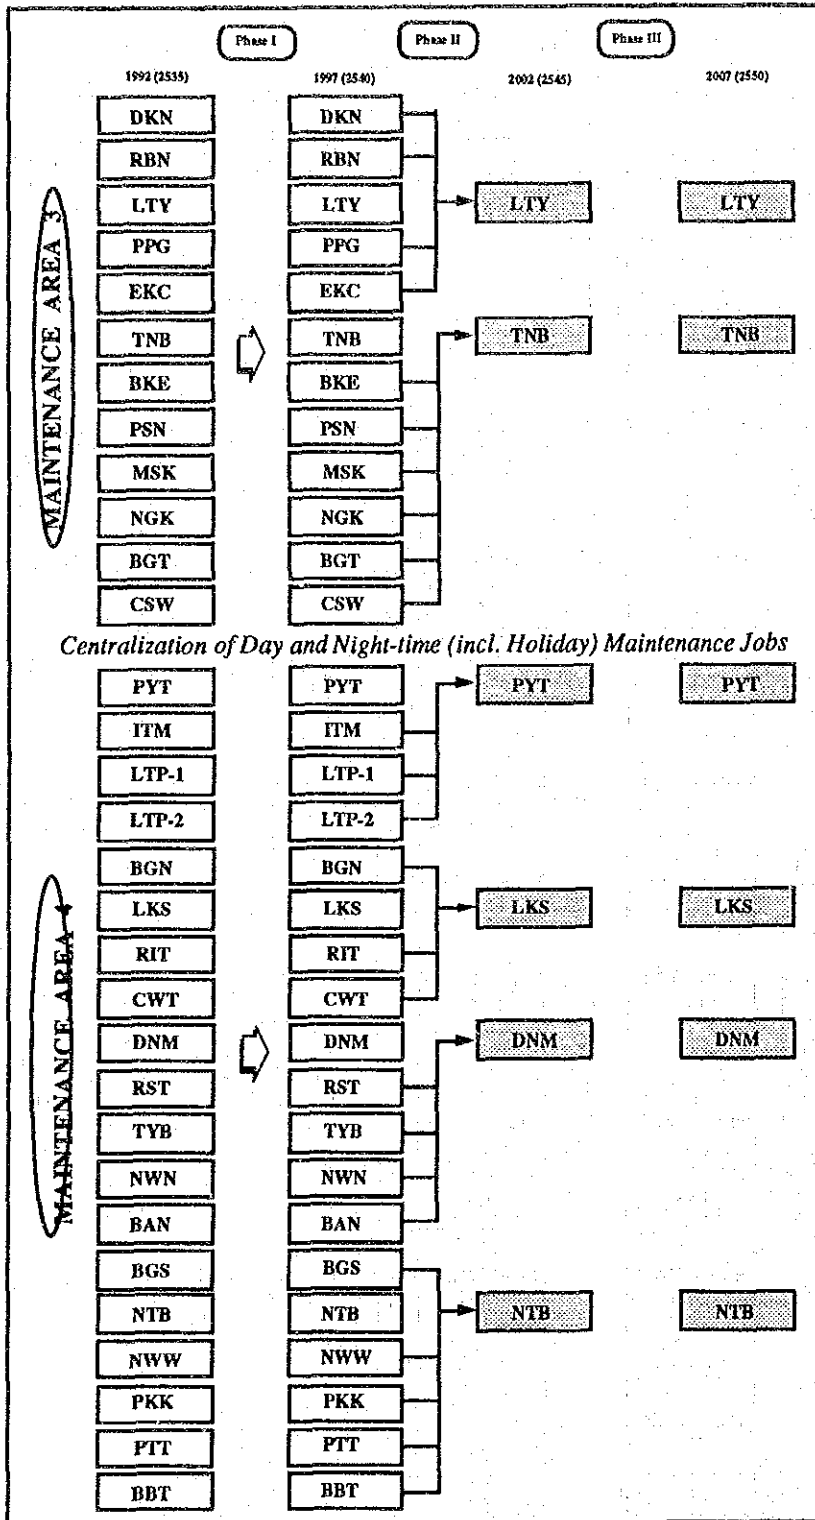 Phase I Phase II Phase III
1992 (2535) 1997 (2540) 2002 (2545) 2007 (2550)
MAINTENANCE AREA 3
DKN DKN
RBN RBN
LTY LTY LTY LTY
PPG PPG
EKC EKC
TNB TNB TNB TNB
BKE BKE
PSN PSN
MSK MSK
NGK NGK
BGT BGT
CSW CSW
Centralization of Day and Night-time (incl. Holiday) Maintenance Jobs
MAINTENANCE AREA 4
PYT PYT PYT PYT
ITM ITM
LTP-1 LTP-1
LTP-2 LTP-2
BGN BGN
LKS LKS LKS LKS
RIT RIT
CWT CWT
DNM DNM DNM DNM
RST RST
TYB TYB
NWN NWN
BAN BAN
BGS BGS
NTB NTB NTB NTB
NWW NWW
PKK PKK
PTT PTT
BBT BBT